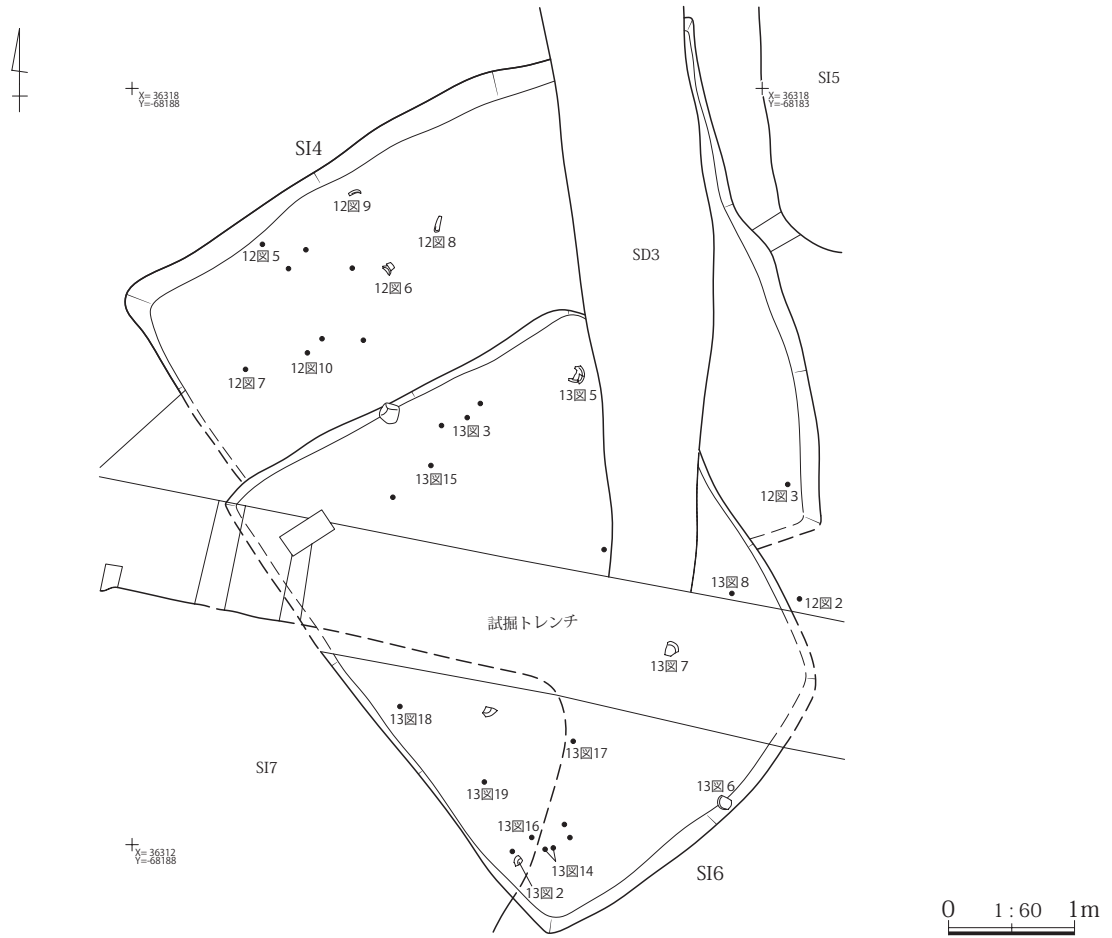 SI5
X= 36318
Y=-68188
X= 36318
Y=-68183
SI4
12図9
12図8
SD3
12図5
12図6
12図10
12図7
13図5
13図3
13図15
12図3
13図8
12図2
試掘トレンチ
13図7
13図18
13図17
SI7
13図19
13図6
13図16
X= 36312
Y=-68188
13図14
SI6
13図2
0 1 : 60 1m